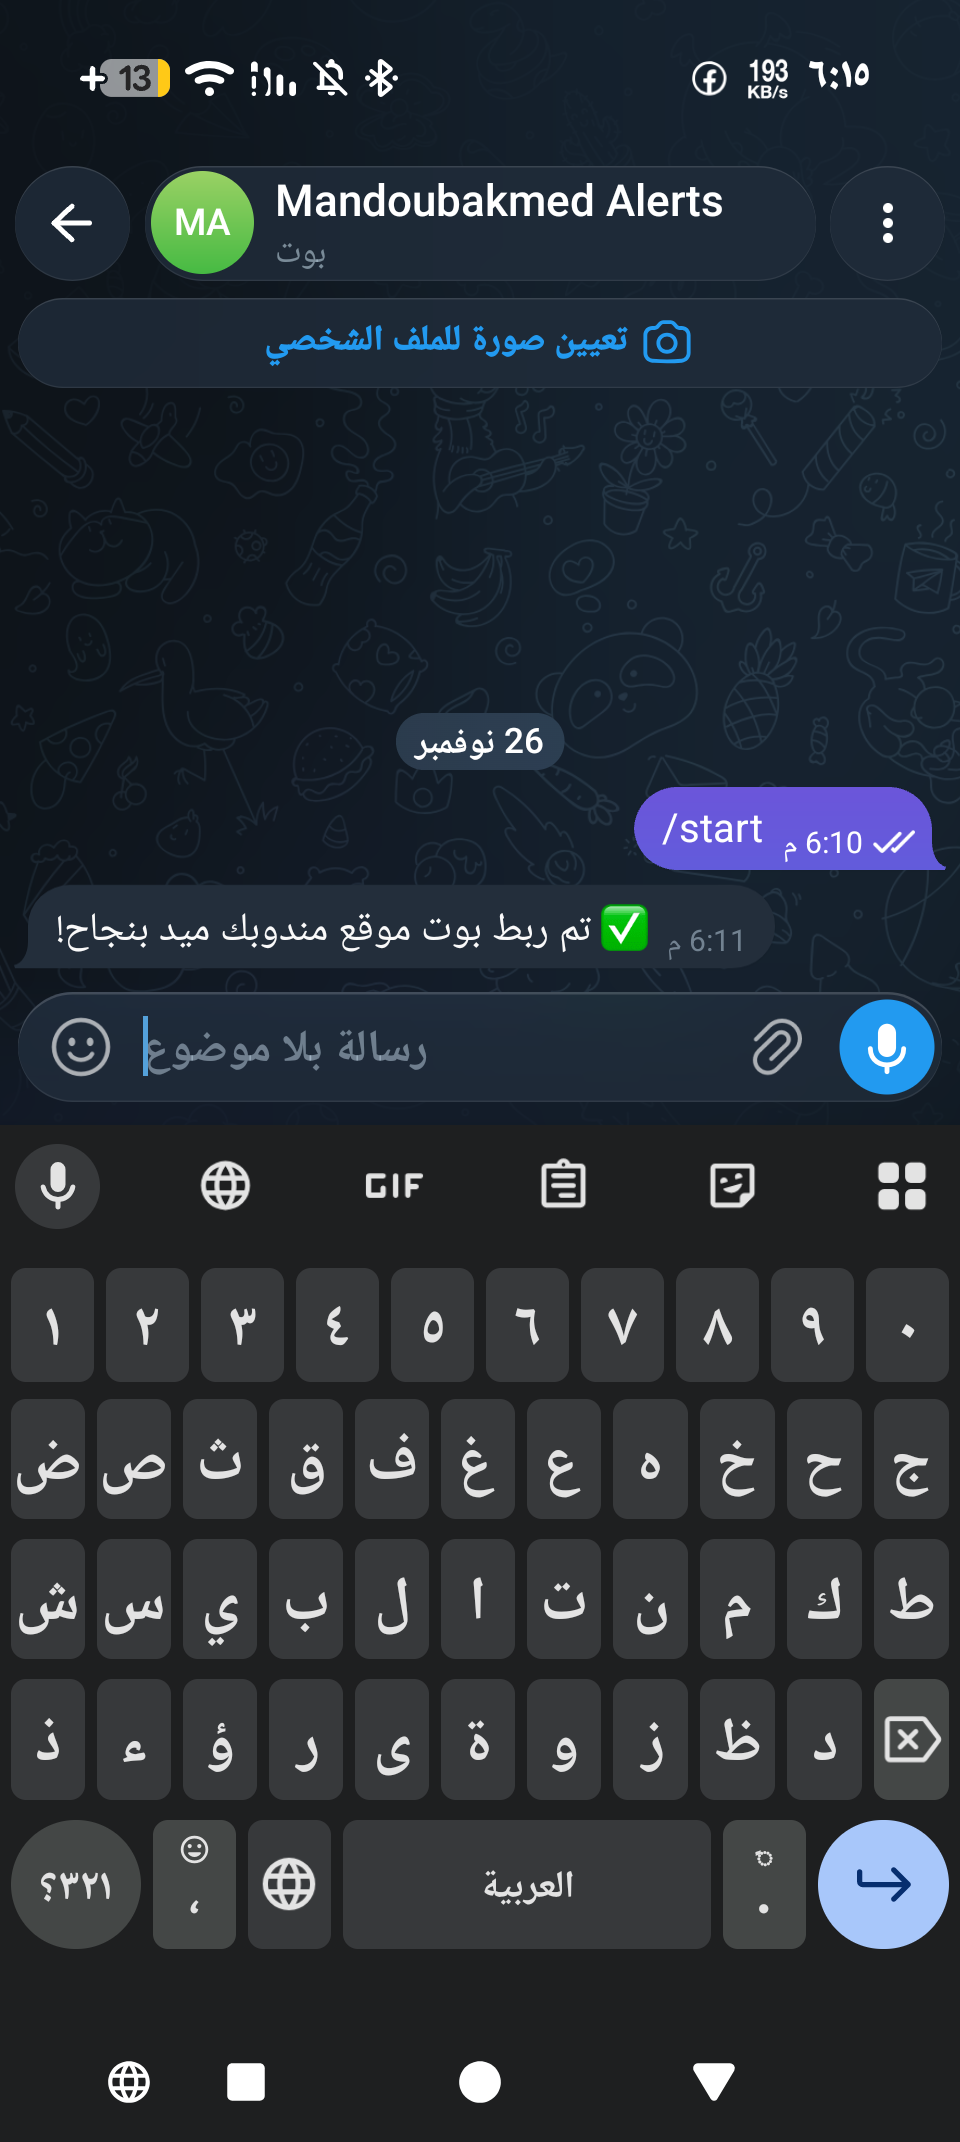 13
193 KB/s
٦:١٥
MA
Mandoubakmed Alerts
بوت
تعيين صورة للملف الشخصي
26 نوفمبر
/start
6:10 م
✅ تم ربط بوت موقع مندوبك ميد بنجاح!
6:11 م
رسالة بلا موضوع
GIF
١ ٢ ٣ ٤ ٥ ٦ ٧ ٨ ٩ ٠
ض ص ث ق ف غ ع ه خ ح ج
ش س ي ب ل ا ت ن م ك ط
ذ ء ؤ ر ى ة و ز ظ د
؟٣٢١
،
العربية
.